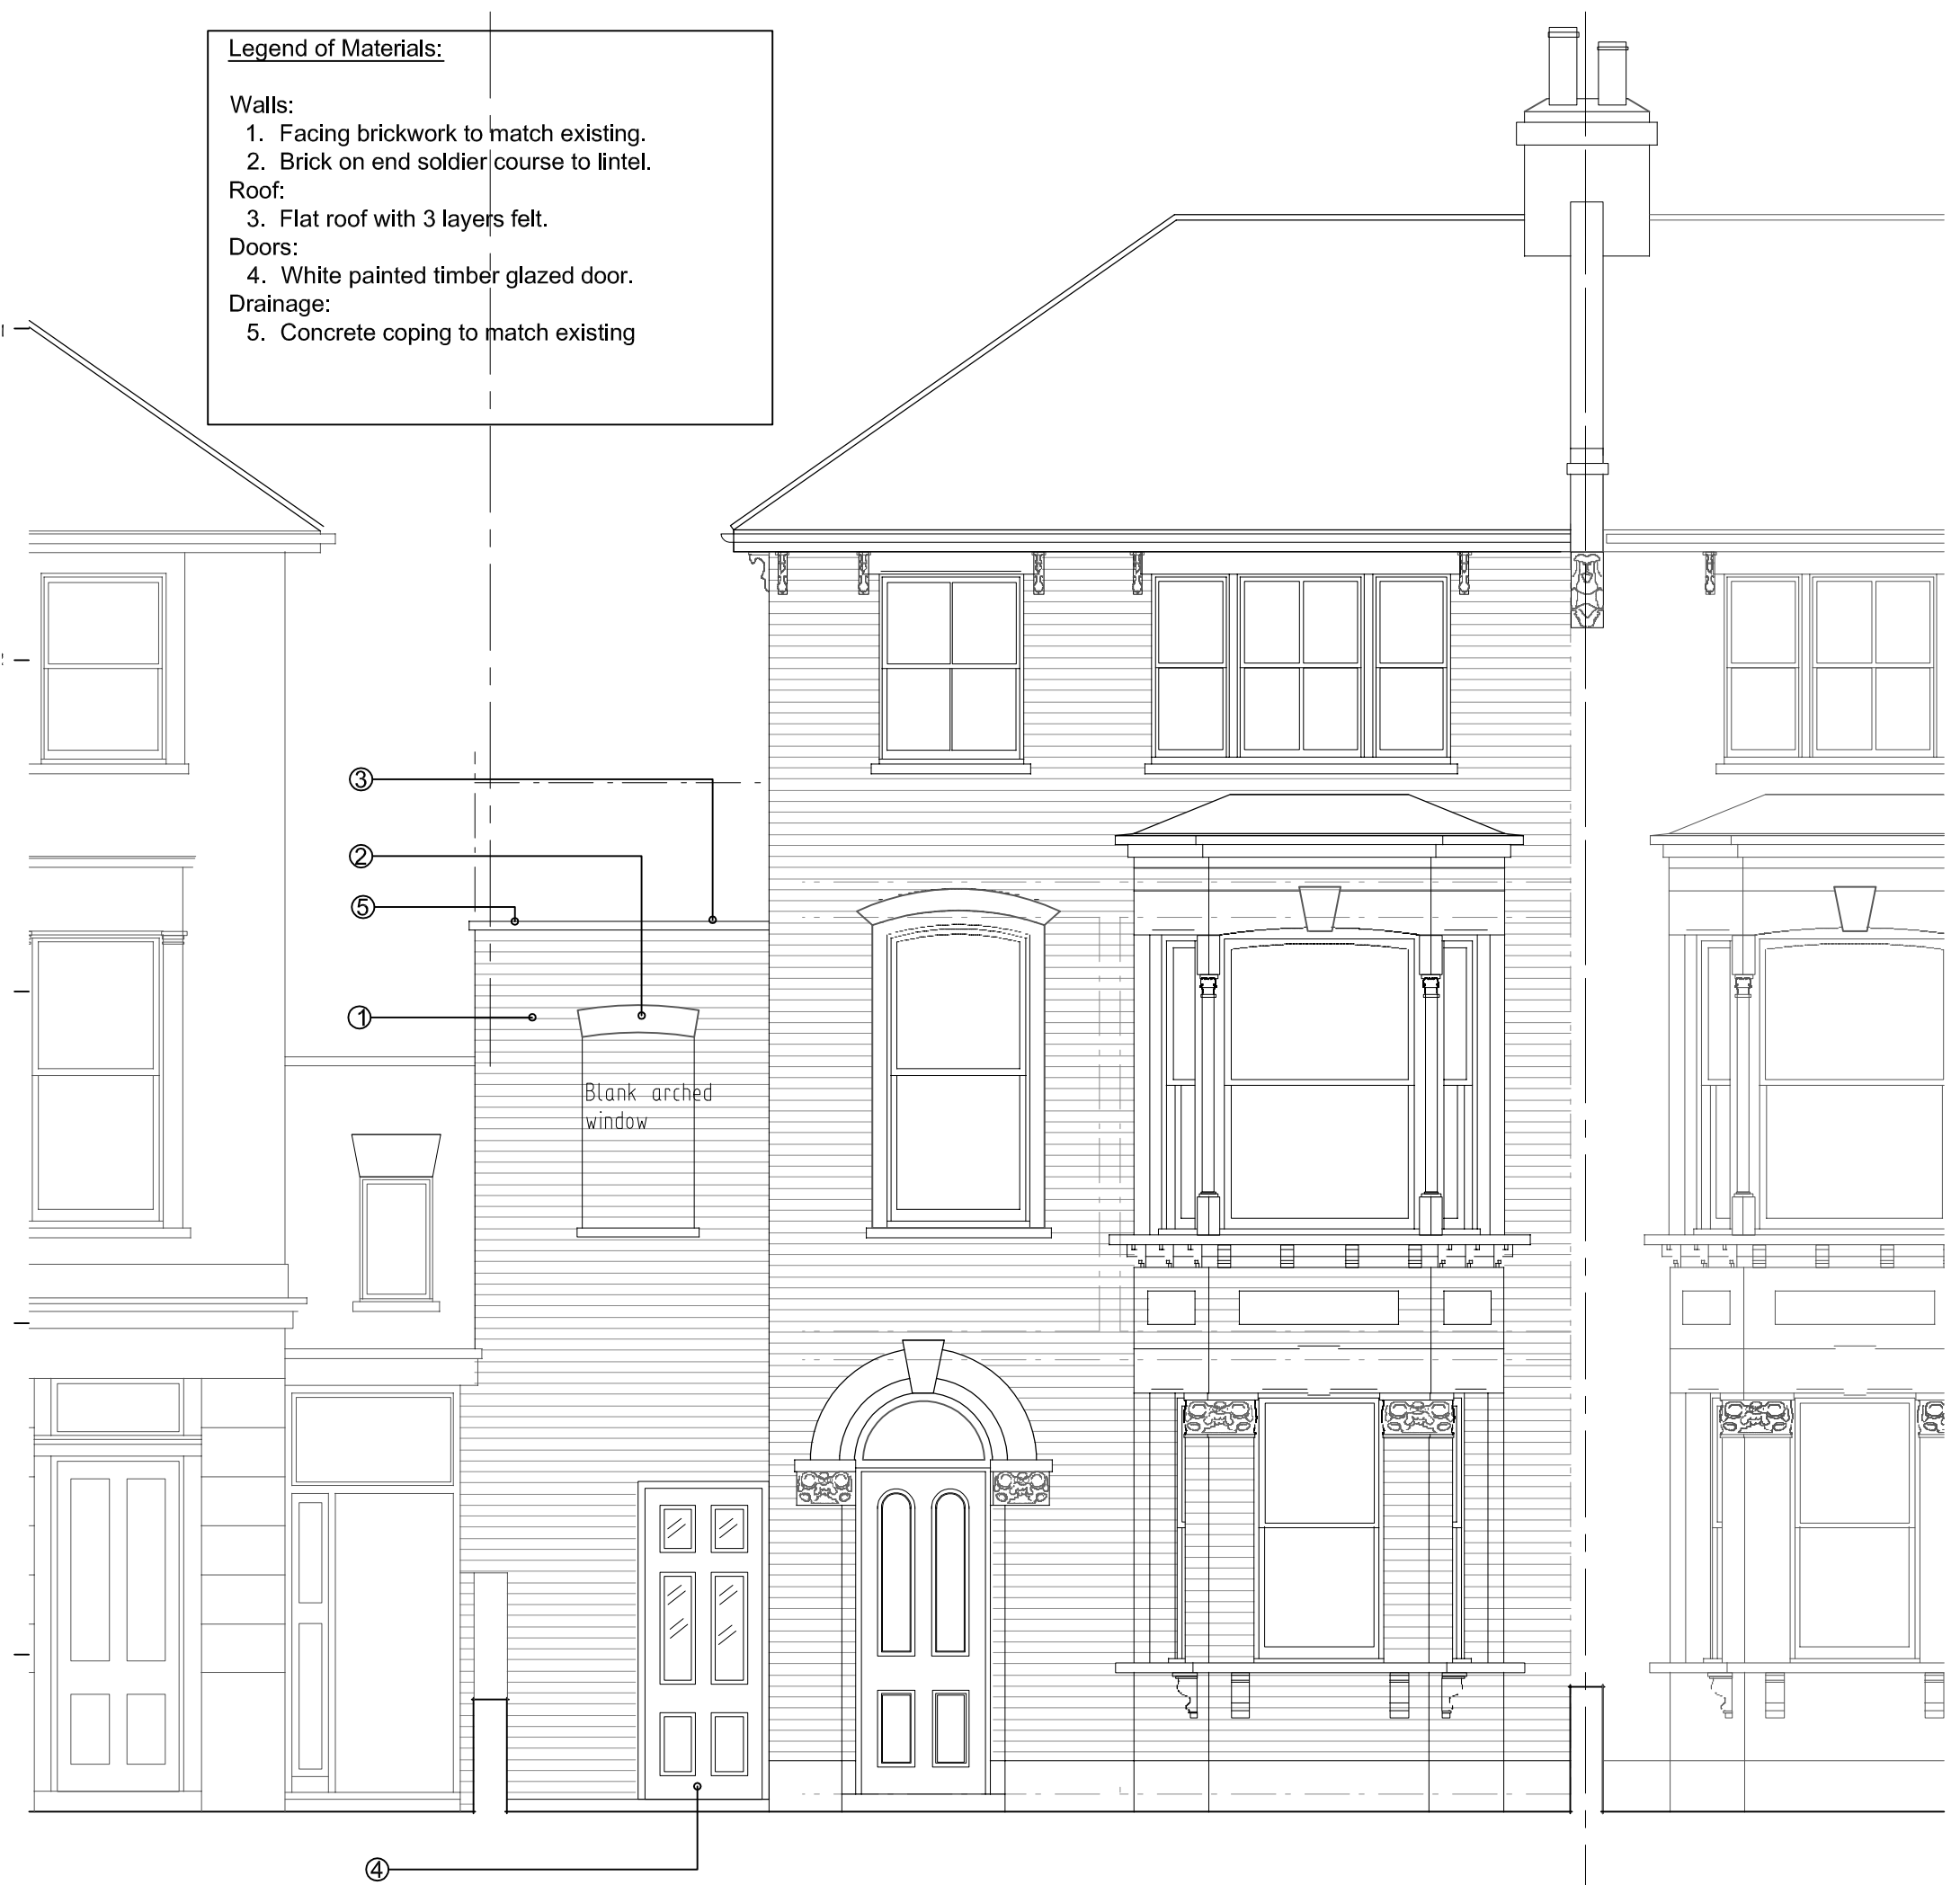 Legend of Materials:
Walls:
1. Facing brickwork to match existing.
2. Brick on end soldier course to lintel.
Roof:
3. Flat roof with 3 layers felt.
Doors:
4. White painted timber glazed door.
Drainage:
5. Concrete coping to match existing
3
2
5
1
Blank arched
window
4